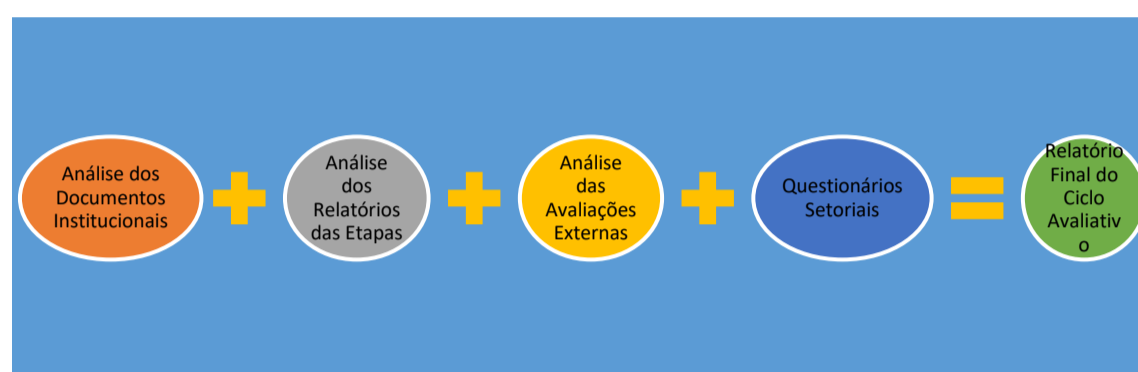 Análise dos
Documentos
Institucionais
Análise
dos
Relatórios
das Etapas
Análise
das
Avaliações
Externas
Questionários
Setoriais
Relatório
Final do
Ciclo
Avaliativ
o